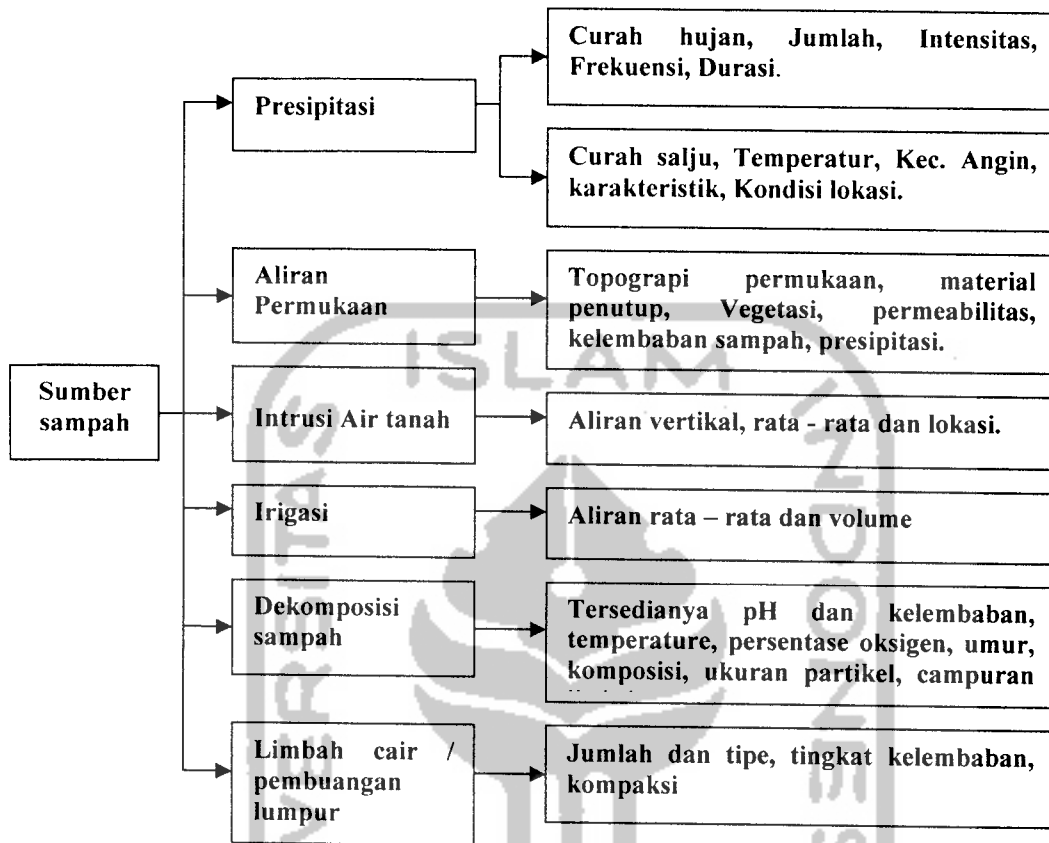 Curah hujan, Jumlah, Intensitas,
Frekuensi, Durasi.
Presipitasi
Curah salju, Temperatur, Kec. Angin,
karakteristik, Kondisi lokasi.
Aliran
Permukaan
Topograpi permukaan, material
penutup, Vegetasi, permeabilitas,
kelembaban sampah, presipitasi.
Sumber
sampah
Intrusi Air tanah
Aliran vertikal, rata - rata dan lokasi.
Irigasi
Aliran rata – rata dan volume
Dekomposisi
sampah
Tersedianya pH dan kelembaban,
temperature, persentase oksigen, umur,
komposisi, ukuran partikel, campuran
Limbah cair /
pembuangan
lumpur
Jumlah dan tipe, tingkat kelembaban,
kompaksi
ISLAM